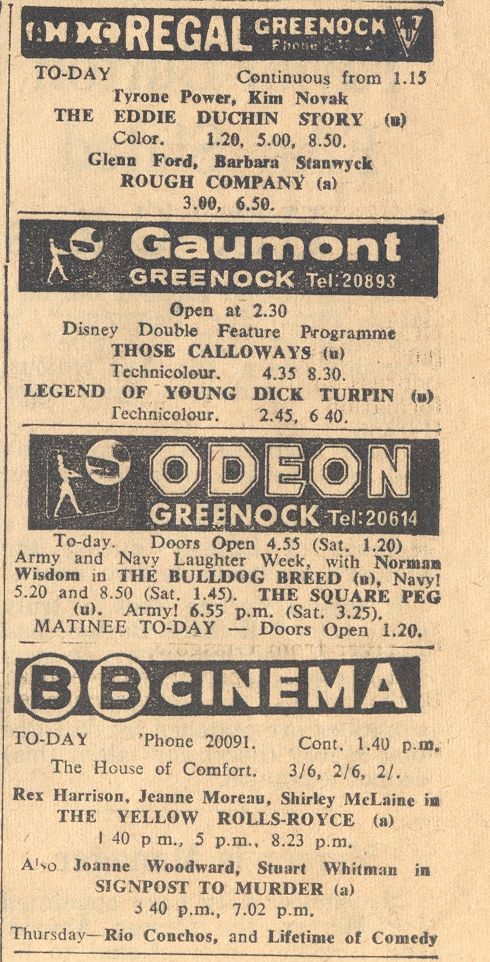 REGAL GREENOCK
Phone
TO-DAY Continuous from 1.15
Tyrone Power, Kim Novak
THE EDDIE DUCHIN STORY (u)
Color. 1.20, 5.00, 8.50.
Glenn Ford, Barbara Stanwyck
ROUGH COMPANY (a)
3.00, 6.50.
Gaumont
GREENOCK Tel:20893
Open at 2.30
Disney Double Feature Programme
THOSE CALLOWAYS (u)
Technicolour. 4.35 8.30.
LEGEND OF YOUNG DICK TURPIN (u)
Technicolour. 2.45, 6 40.
ODEON
GREENOCK Tel:20614
To-day. Doors Open 4.55 (Sat. 1.20)
Army and Navy Laughter Week, with Norman
Wisdom in THE BULLDOG BREED (u), Navy!
5.20 and 8.50 (Sat. 1.45). THE SQUARE PEG
(u). Army! 6.55 p.m. (Sat. 3.25).
MATINEE TO-DAY — Doors Open 1.20.
BB CINEMA
TO-DAY 'Phone 20091. Cont. 1.40 p.m.
The House of Comfort. 3/6, 2/6, 2/.
Rex Harrison, Jeanne Moreau, Shirley McLaine in
THE YELLOW ROLLS-ROYCE (a)
1 40 p m., 5 p.m., 8.23 p.m.
Also Joanne Woodward, Stuart Whitman in
SIGNPOST TO MURDER (a)
3 40 p.m., 7.02 p.m.
Thursday—Rio Conchos, and Lifetime of Comedy